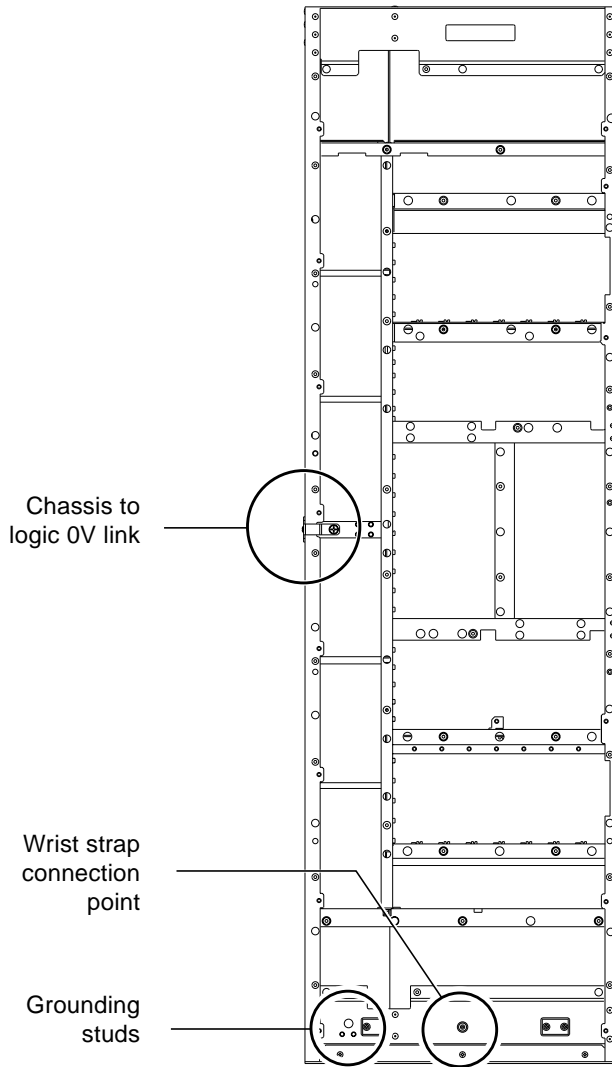 Chassis to
logic 0V link
Wrist strap
connection
point
Grounding
studs